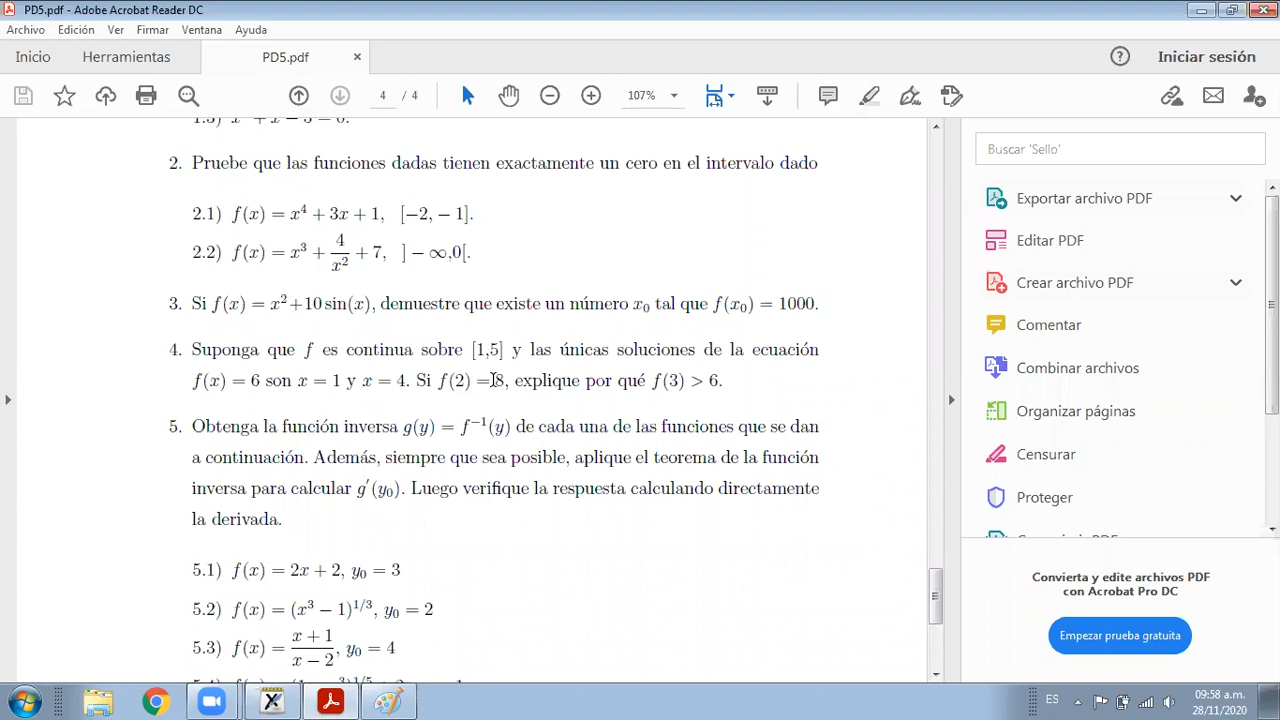 PD5.pdf - Adobe Acrobat Reader DC
Archivo Edición Ver Firmar Ventana Ayuda
Inicio Herramientas PD5.pdf × Iniciar sesión
4 / 4 107%
2. Pruebe que las funciones dadas tienen exactamente un cero en el intervalo dado
2.1) f(x) = x⁴ + 3x + 1, [−2, − 1].
2.2) f(x) = x³ + 4/x² + 7, ] − ∞,0[.
3. Si f(x) = x²+10 sin(x), demuestre que existe un número x₀ tal que f(x₀) = 1000.
4. Suponga que f es continua sobre [1,5] y las únicas soluciones de la ecuación
f(x) = 6 son x = 1 y x = 4. Si f(2) = 8, explique por qué f(3) > 6.
5. Obtenga la función inversa g(y) = f⁻¹(y) de cada una de las funciones que se dan
a continuación. Además, siempre que sea posible, aplique el teorema de la función
inversa para calcular g′(y₀). Luego verifique la respuesta calculando directamente
la derivada.
5.1) f(x) = 2x + 2, y₀ = 3
5.2) f(x) = (x³ − 1)^{1/3}, y₀ = 2
5.3) f(x) = (x + 1)/(x − 2), y₀ = 4
Buscar 'Sello'
Exportar archivo PDF
Editar PDF
Crear archivo PDF
Comentar
Combinar archivos
Organizar páginas
Censurar
Proteger
Convierta y edite archivos PDF
con Acrobat Pro DC
Empezar prueba gratuita
ES
09:58 a.m.
28/11/2020